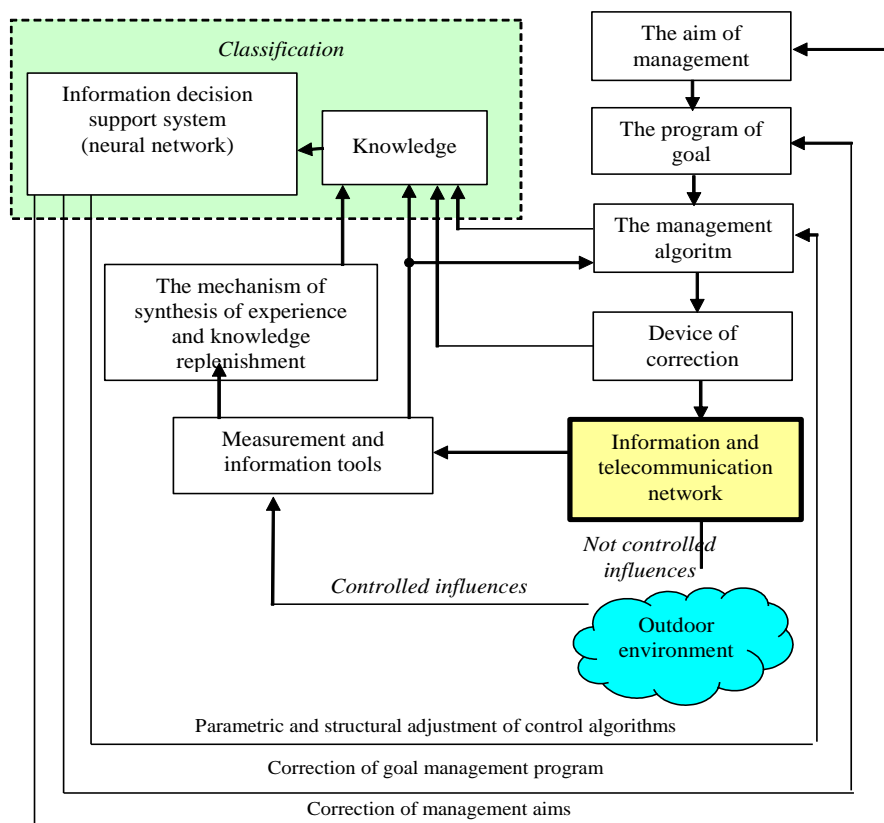 Classification
Information decision
support system
(neural network)
Knowledge
The aim of
management
The program of
goal
The management
algoritm
The mechanism of
synthesis of experience
and knowledge
replenishment
Device of
correction
Measurement and
information tools
Information and
telecommunication
network
Not controlled
influences
Controlled influences
Outdoor
environment
Parametric and structural adjustment of control algorithms
Correction of goal management program
Correction of management aims